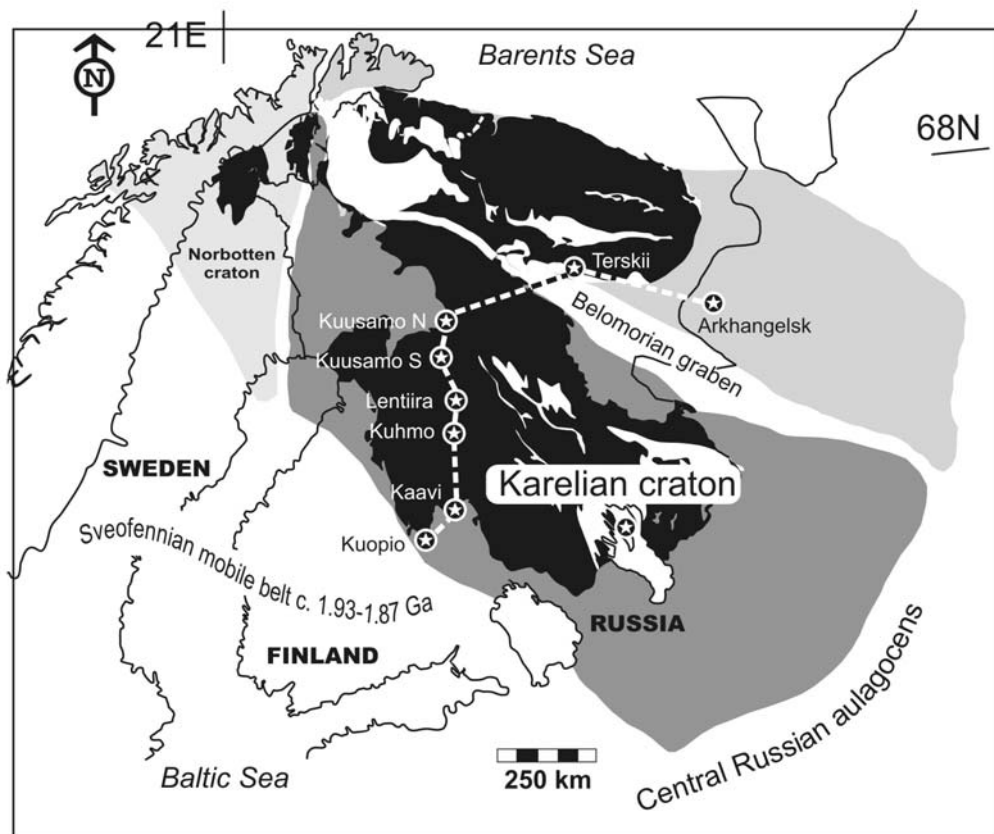 21E
Barents Sea
N
68N
Norbotten
craton
Terskii
Arkhangelsk
Belomorian graben
Kuusamo N
Kuusamo S
Lentiira
Kuhmo
SWEDEN
Karelian craton
Kaavi
Kuopio
Sveofennian mobile belt c. 1.93-1.87 Ga
RUSSIA
FINLAND
Central Russian aulagocens
250 km
Baltic Sea